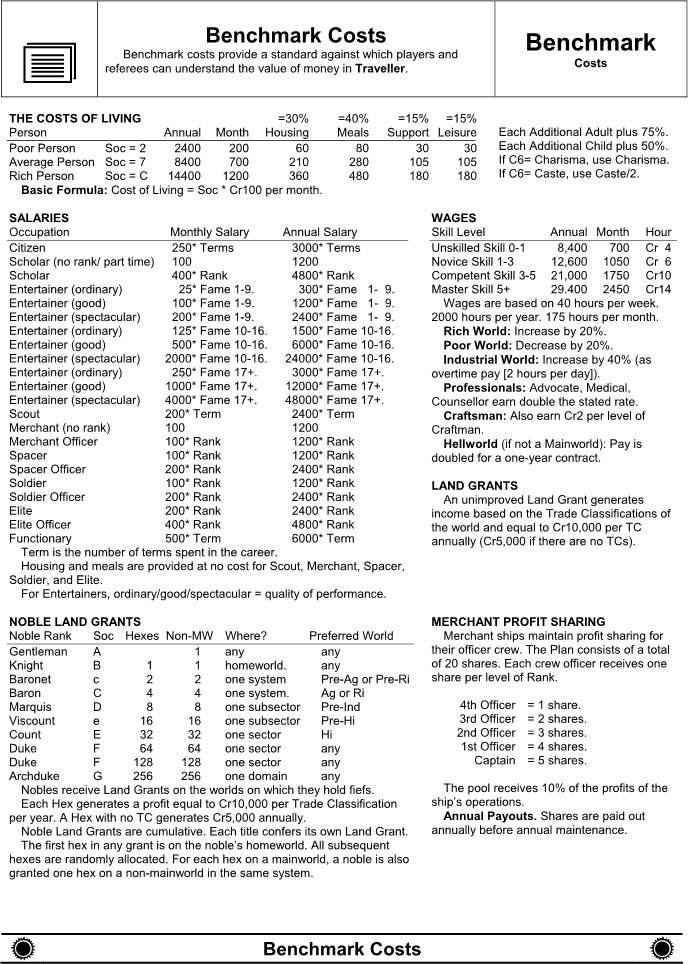 Benchmark Costs
Benchmark costs provide a standard against which players and
referees can understand the value of money in Traveller.
Benchmark
Costs
THE COSTS OF LIVING =30% =40% =15% =15%
Person Annual Month Housing Meals Support Leisure
Poor Person Soc = 2 2400 200 60 80 30 30
Average Person Soc = 7 8400 700 210 280 105 105
Rich Person Soc = C 14400 1200 360 480 180 180
Basic Formula: Cost of Living = Soc * Cr100 per month.
Each Additional Adult plus 75%.
Each Additional Child plus 50%.
If C6= Charisma, use Charisma.
If C6= Caste, use Caste/2.
SALARIES
Occupation Monthly Salary Annual Salary
Citizen 250* Terms 3000* Terms
Scholar (no rank/ part time) 100 1200
Scholar 400* Rank 4800* Rank
Entertainer (ordinary) 25* Fame 1-9. 300* Fame 1- 9.
Entertainer (good) 100* Fame 1-9. 1200* Fame 1- 9.
Entertainer (spectacular) 200* Fame 1-9. 2400* Fame 1- 9.
Entertainer (ordinary) 125* Fame 10-16. 1500* Fame 10-16.
Entertainer (good) 500* Fame 10-16. 6000* Fame 10-16.
Entertainer (spectacular) 2000* Fame 10-16. 24000* Fame 10-16.
Entertainer (ordinary) 250* Fame 17+. 3000* Fame 17+.
Entertainer (good) 1000* Fame 17+. 12000* Fame 17+.
Entertainer (spectacular) 4000* Fame 17+. 48000* Fame 17+.
Scout 200* Term 2400* Term
Merchant (no rank) 100 1200
Merchant Officer 100* Rank 1200* Rank
Spacer 100* Rank 1200* Rank
Spacer Officer 200* Rank 2400* Rank
Soldier 100* Rank 1200* Rank
Soldier Officer 200* Rank 2400* Rank
Elite 200* Rank 2400* Rank
Elite Officer 400* Rank 4800* Rank
Functionary 500* Term 6000* Term
Term is the number of terms spent in the career.
Housing and meals are provided at no cost for Scout, Merchant, Spacer,
Soldier, and Elite.
For Entertainers, ordinary/good/spectacular = quality of performance.
WAGES
Skill Level Annual Month Hour
Unskilled Skill 0-1 8,400 700 Cr 4
Novice Skill 1-3 12,600 1050 Cr 6
Competent Skill 3-5 21,000 1750 Cr10
Master Skill 5+ 29.400 2450 Cr14
Wages are based on 40 hours per week.
2000 hours per year. 175 hours per month.
Rich World: Increase by 20%.
Poor World: Decrease by 20%.
Industrial World: Increase by 40% (as
overtime pay [2 hours per day]).
Professionals: Advocate, Medical,
Counsellor earn double the stated rate.
Craftsman: Also earn Cr2 per level of
Craftman.
Hellworld (if not a Mainworld): Pay is
doubled for a one-year contract.
LAND GRANTS
An unimproved Land Grant generates
income based on the Trade Classifications of
the world and equal to Cr10,000 per TC
annually (Cr5,000 if there are no TCs).
NOBLE LAND GRANTS
Noble Rank Soc Hexes Non-MW Where? Preferred World
Gentleman A 1 any any
Knight B 1 1 homeworld. any
Baronet c 2 2 one system Pre-Ag or Pre-Ri
Baron C 4 4 one system. Ag or Ri
Marquis D 8 8 one subsector Pre-Ind
Viscount e 16 16 one subsector Pre-Hi
Count E 32 32 one sector Hi
Duke F 64 64 one sector any
Duke F 128 128 one sector any
Archduke G 256 256 one domain any
Nobles receive Land Grants on the worlds on which they hold fiefs.
Each Hex generates a profit equal to Cr10,000 per Trade Classification
per year. A Hex with no TC generates Cr5,000 annually.
Noble Land Grants are cumulative. Each title confers its own Land Grant.
The first hex in any grant is on the noble's homeworld. All subsequent
hexes are randomly allocated. For each hex on a mainworld, a noble is also
granted one hex on a non-mainworld in the same system.
MERCHANT PROFIT SHARING
Merchant ships maintain profit sharing for
their officer crew. The Plan consists of a total
of 20 shares. Each crew officer receives one
share per level of Rank.
4th Officer = 1 share.
3rd Officer = 2 shares.
2nd Officer = 3 shares.
1st Officer = 4 shares.
Captain = 5 shares.
The pool receives 10% of the profits of the
ship's operations.
Annual Payouts. Shares are paid out
annually before annual maintenance.
Benchmark Costs